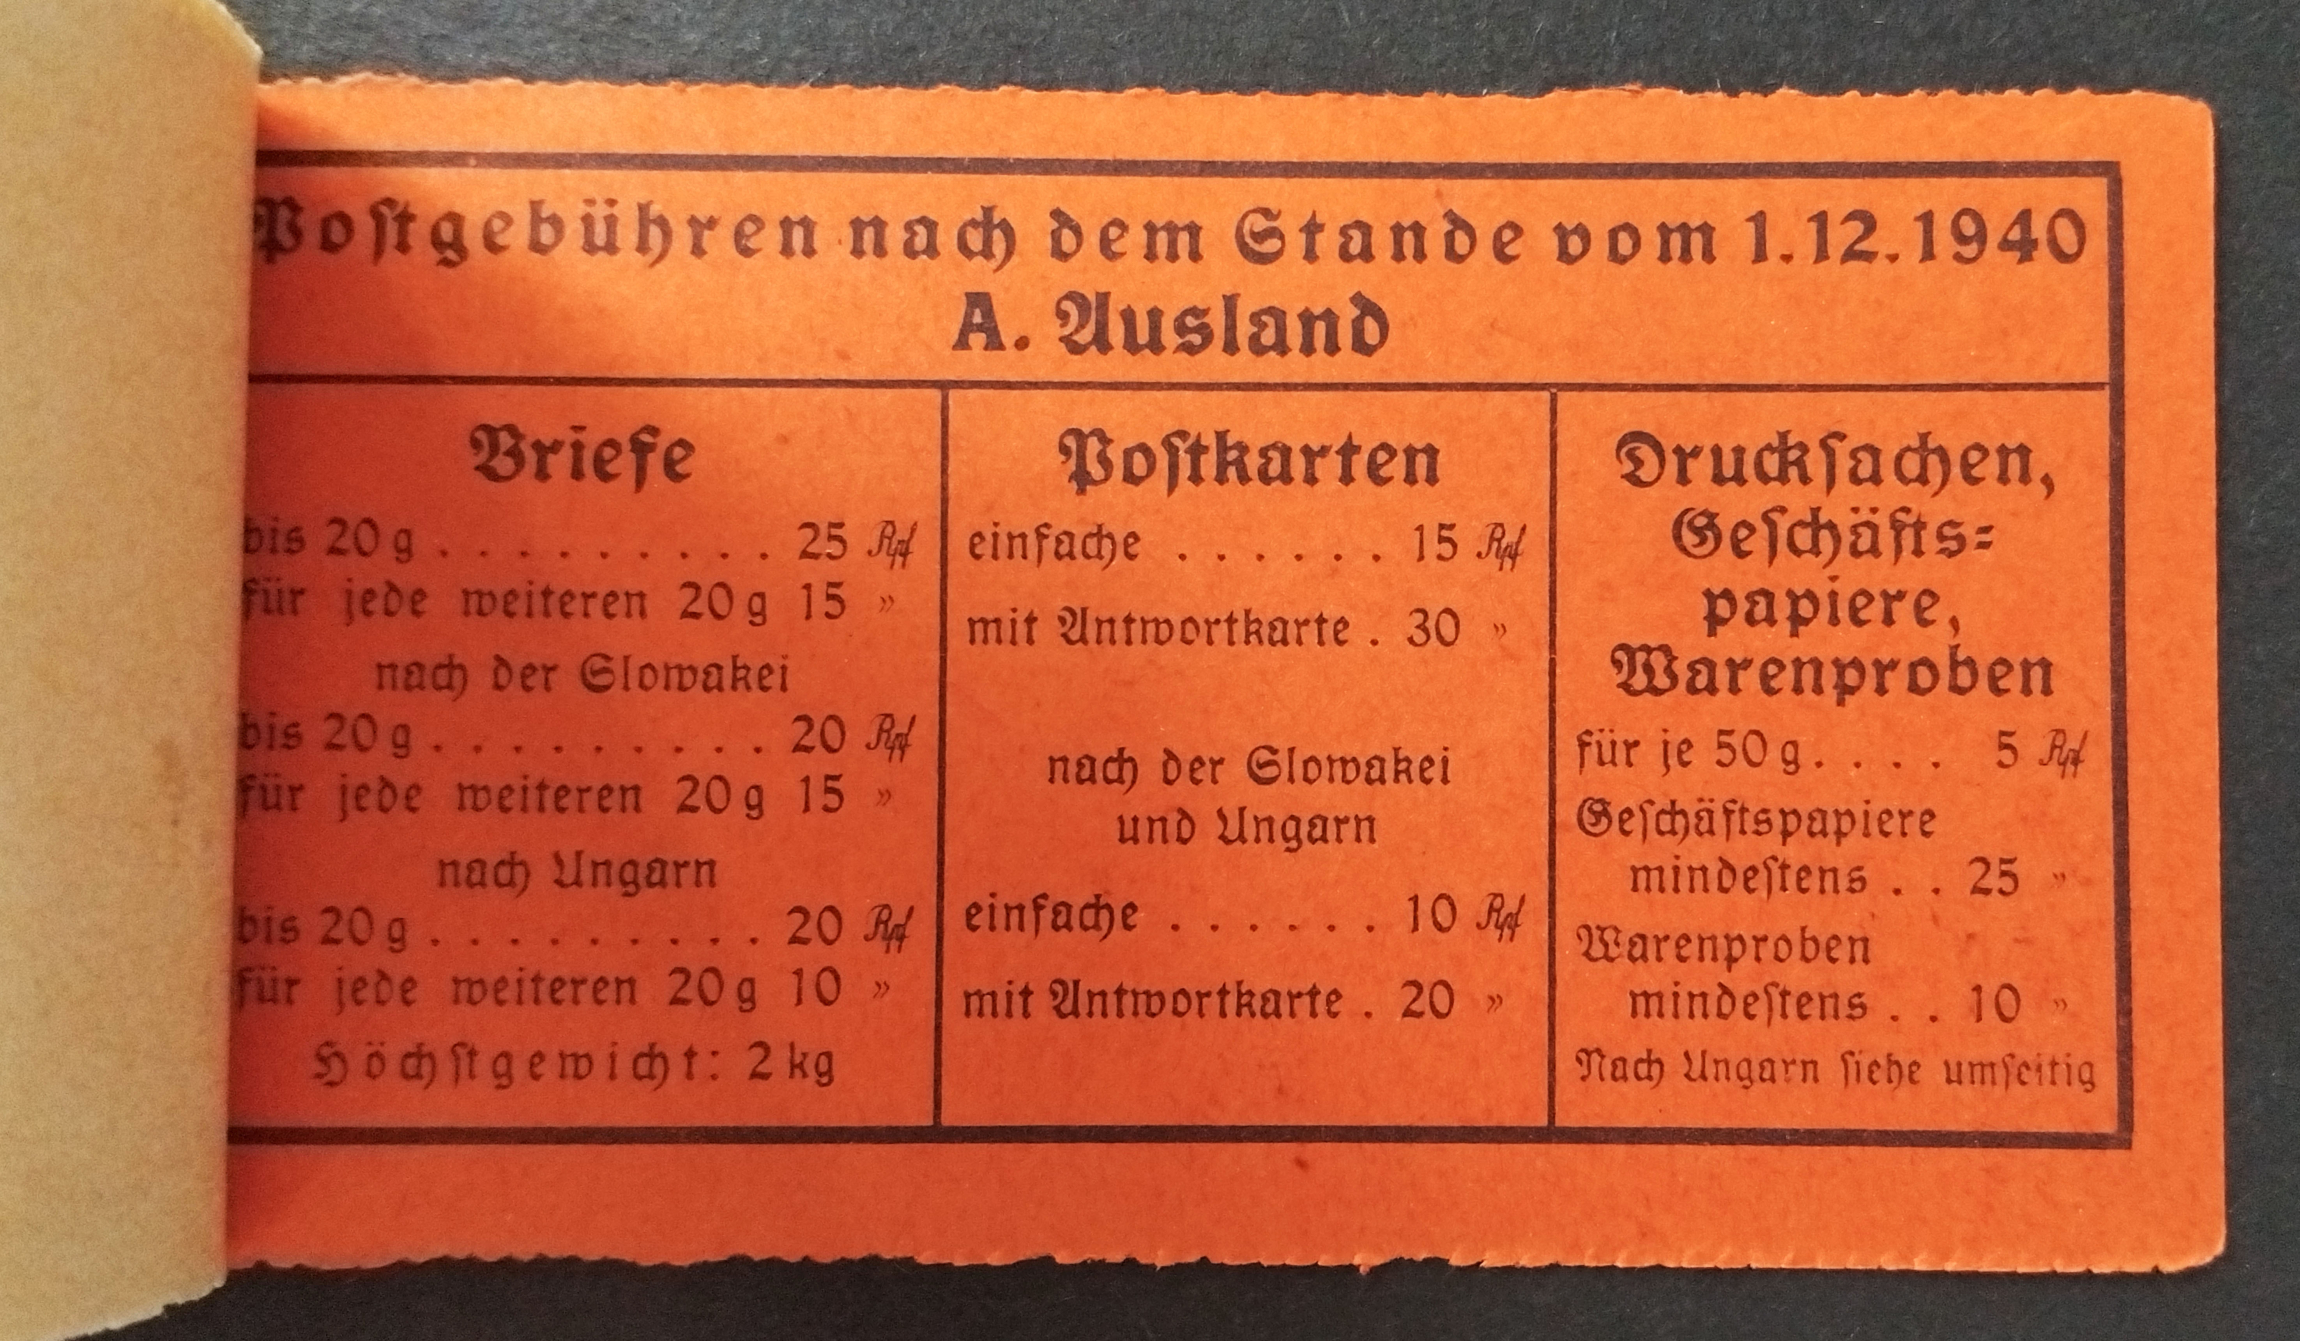 Postgebühren nach dem Stande vom 1.12.1940
A. Ausland
Briefe
bis 20 g . . . . . . . . . . 25 Rpf
für jede weiteren 20 g 15 „
nach der Slowakei
bis 20 g . . . . . . . . . . 20 Rpf
für jede weiteren 20 g 15 „
nach Ungarn
bis 20 g . . . . . . . . . . 20 Rpf
für jede weiteren 20 g 10 „
Höchſtgewicht: 2 kg
Poſtkarten
einfache . . . . . . 15 Rpf
mit Antwortkarte . 30 „
nach der Slowakei
und Ungarn
einfache . . . . . . 10 Rpf
mit Antwortkarte . 20 „
Druckſachen,
Geſchäfts=
papiere,
Warenproben
für je 50 g . . . . 5 Rpf
Geſchäftspapiere
mindeſtens . . 25 „
Warenproben
mindeſtens . . 10 „
Nach Ungarn ſiehe umſeitig